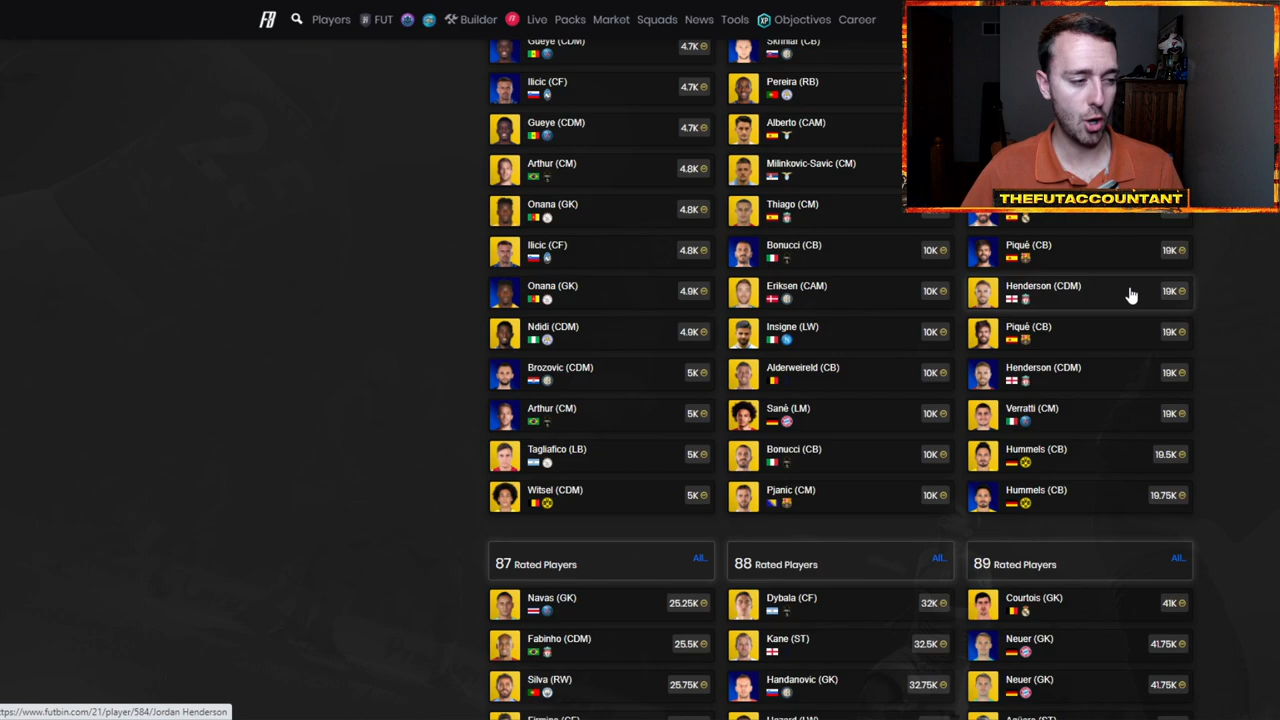 FB Players FUT Builder Live Packs Market Squads News Tools XP Objectives Career
Gueye (CDM) 4.7K
Skriniar (CB)
Ilicic (CF) 4.7K
Pereira (RB)
Gueye (CDM) 4.7K
Alberto (CAM)
Arthur (CM) 4.8K
Milinkovic-Savic (CM)
THEFUTACCOUNTANT
Onana (GK) 4.8K
Thiago (CM)
Ilicic (CF) 4.8K
Bonucci (CB) 10K
Piqué (CB) 19K
Onana (GK) 4.9K
Eriksen (CAM) 10K
Henderson (CDM) 19K
Ndidi (CDM) 4.9K
Insigne (LW) 10K
Piqué (CB) 19K
Brozovic (CDM) 5K
Alderweireld (CB) 10K
Henderson (CDM) 19K
Arthur (CM) 5K
Sané (LM) 10K
Verratti (CM) 19K
Tagliafico (LB) 5K
Bonucci (CB) 10K
Hummels (CB) 19.5K
Witsel (CDM) 5K
Pjanic (CM) 10K
Hummels (CB) 19.75K
87 Rated Players All..
88 Rated Players All..
89 Rated Players All..
Navas (GK) 25.25K
Dybala (CF) 32K
Courtois (GK) 41K
Fabinho (CDM) 25.5K
Kane (ST) 32.5K
Neuer (GK) 41.75K
Silva (RW) 25.75K
Handanovic (GK) 32.75K
Neuer (GK) 41.75K
ttps://www.futbin.com/21/player/584/Jordan Henderson